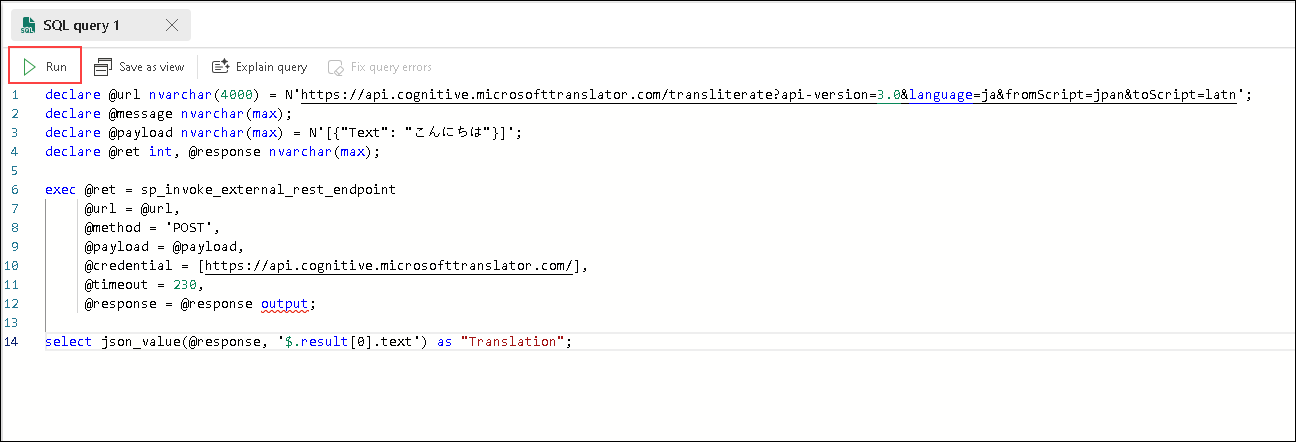 SQL query 1
Run Save as view Explain query Fix query errors
1 declare @url nvarchar(4000) = N'https://api.cognitive.microsofttranslator.com/transliterate?api-version=3.0&language=ja&fromScript=jpan&toScript=latn';
2 declare @message nvarchar(max);
3 declare @payload nvarchar(max) = N'[{"Text": "こんにちは"}]';
4 declare @ret int, @response nvarchar(max);
5
6 exec @ret = sp_invoke_external_rest_endpoint
7 @url = @url,
8 @method = 'POST',
9 @payload = @payload,
10 @credential = [https://api.cognitive.microsofttranslator.com/],
11 @timeout = 230,
12 @response = @response output;
13
14 select json_value(@response, '$.result[0].text') as "Translation";